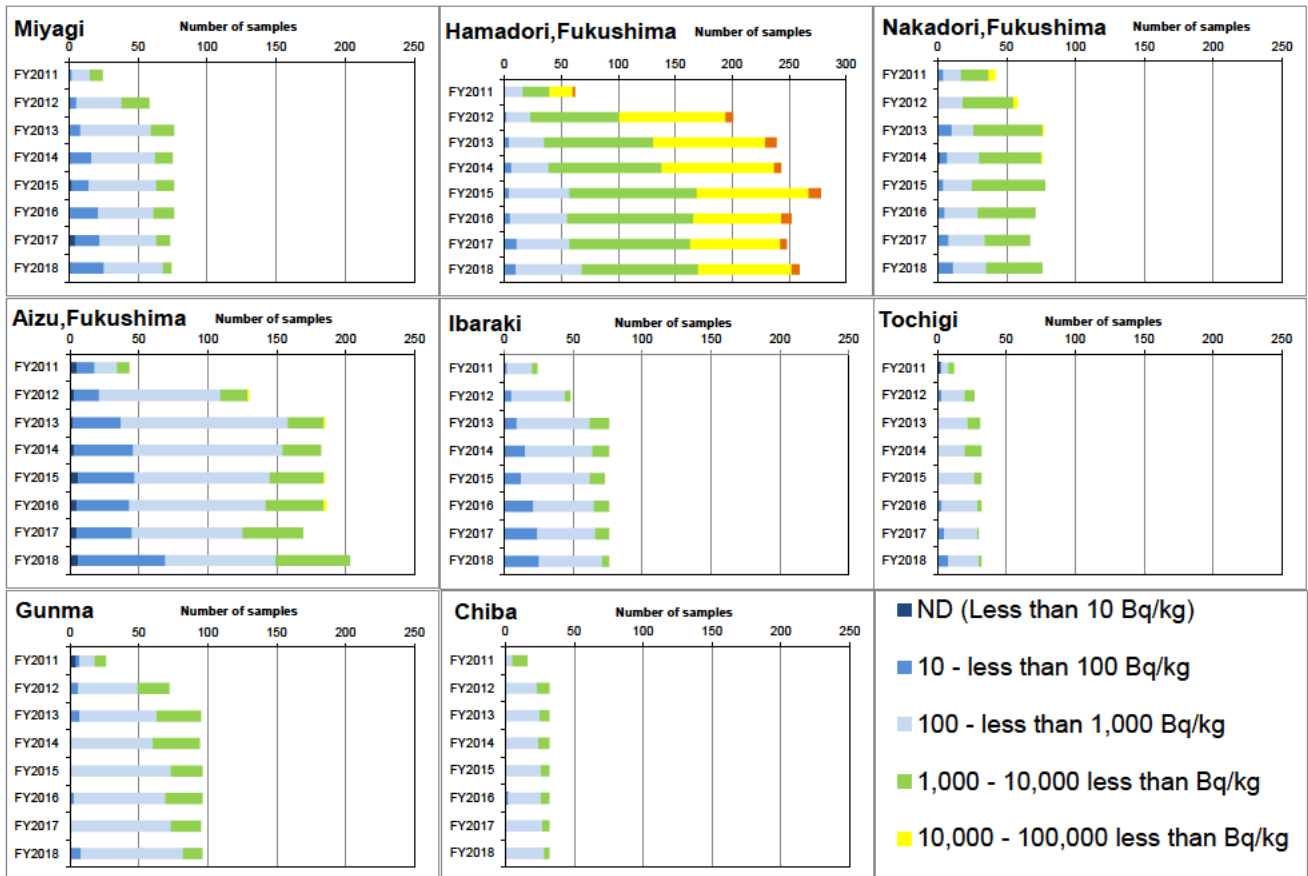 Miyagi
Number of samples
0 50 100 150 200 250
FY2011
FY2012
FY2013
FY2014
FY2015
FY2016
FY2017
FY2018
Hamadori,Fukushima
Number of samples
0 50 100 150 200 250 300
FY2011
FY2012
FY2013
FY2014
FY2015
FY2016
FY2017
FY2018
Nakadori,Fukushima
Number of samples
0 50 100 150 200 250
FY2011
FY2012
FY2013
FY2014
FY2015
FY2016
FY2017
FY2018
Aizu,Fukushima
Number of samples
0 50 100 150 200 250
FY2011
FY2012
FY2013
FY2014
FY2015
FY2016
FY2017
FY2018
Ibaraki
Number of samples
0 50 100 150 200 250
FY2011
FY2012
FY2013
FY2014
FY2015
FY2016
FY2017
FY2018
Tochigi
Number of samples
0 50 100 150 200 250
FY2011
FY2012
FY2013
FY2014
FY2015
FY2016
FY2017
FY2018
Gunma
Number of samples
0 50 100 150 200 250
FY2011
FY2012
FY2013
FY2014
FY2015
FY2016
FY2017
FY2018
Chiba
Number of samples
0 50 100 150 200 250
FY2011
FY2012
FY2013
FY2014
FY2015
FY2016
FY2017
FY2018
ND (Less than 10 Bq/kg)
10 - less than 100 Bq/kg
100 - less than 1,000 Bq/kg
1,000 - 10,000 less than Bq/kg
10,000 - 100,000 less than Bq/kg